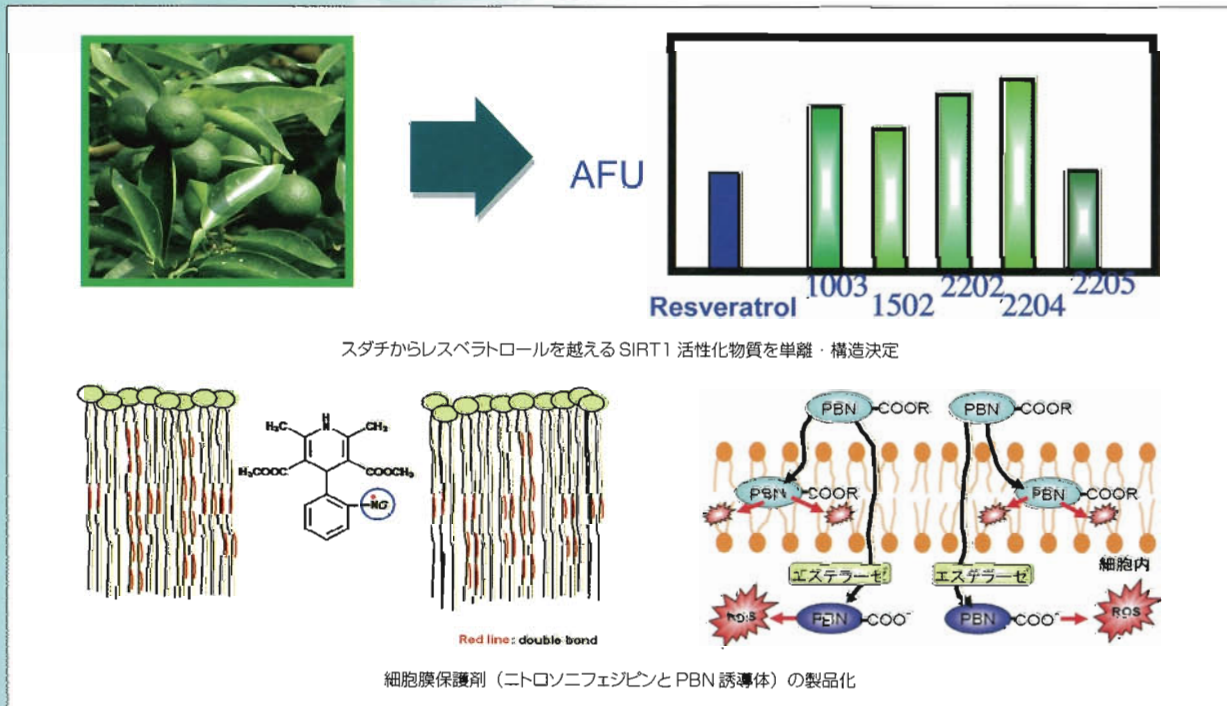 AFU
Resveratrol
1003
1502
2202
2204
2205
スダチからレスベラトロールを越えるSIRT1活性化物質を単離・構造決定
H
N
H₃C
CH₃
H₃COOC
COOCH₃
NO
Red line: double bond
PBN COOR
PBN COOR
PBN COOR
PBN COOR
細胞内
エステラーゼ
エステラーゼ
ROS PBN COO⁻
PBN COO⁻ ROS
細胞膜保護剤（ニトロソニフェジピンとPBN誘導体）の製品化